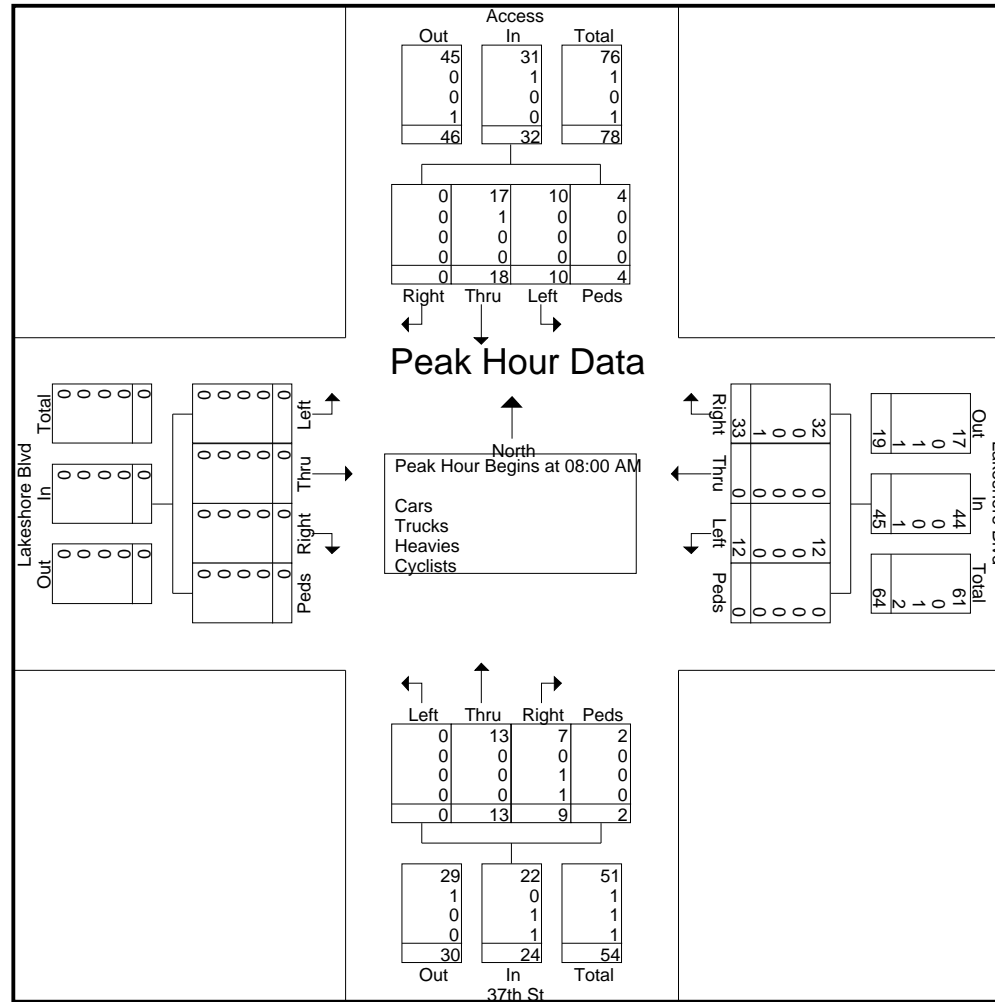 Access
Out In Total
45 31 76
0 1 1
0 0 0
1 0 1
46 32 78
0 17 10 4
0 1 0 0
0 0 0 0
0 0 0 0
0 18 10 4
Right Thru Left Peds
Peak Hour Data
North
Peak Hour Begins at 08:00 AM
Cars
Trucks
Heavies
Cyclists
Lakeshore Blvd
Total In Out
0 0 0
0 0 0
0 0 0
0 0 0
0 0 0
Left Thru Right Peds
0 0 0 0
0 0 0 0
0 0 0 0
0 0 0 0
0 0 0 0
Right Thru Left Peds
32 0 12 0
0 0 0 0
0 0 0 0
1 0 0 0
33 0 12 0
Lakeshore Blvd
Out In Total
17 44 61
0 0 0
1 0 1
1 1 2
19 45 64
Left Thru Right Peds
0 13 7 2
0 0 0 0
0 0 1 0
0 0 1 0
0 13 9 2
29 22 51
1 0 1
0 1 1
0 1 1
30 24 54
Out In Total
37th St